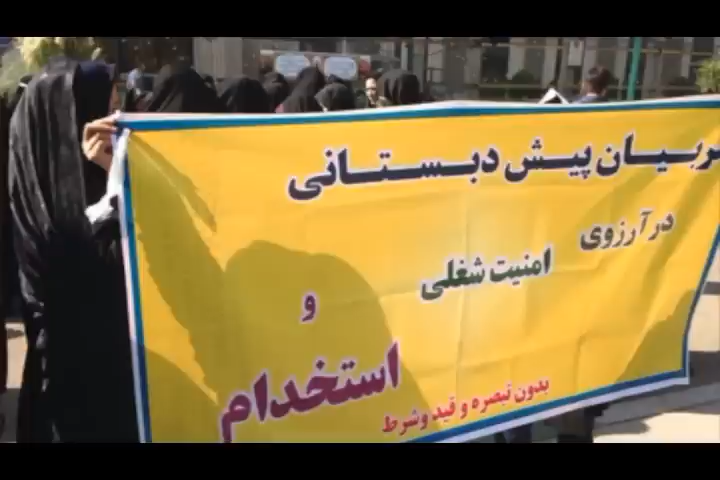 ربیان پیش دبستانی
در آرزوی
امنیت شغلی
و
استخدام
بدون تبصره و قید وشرط